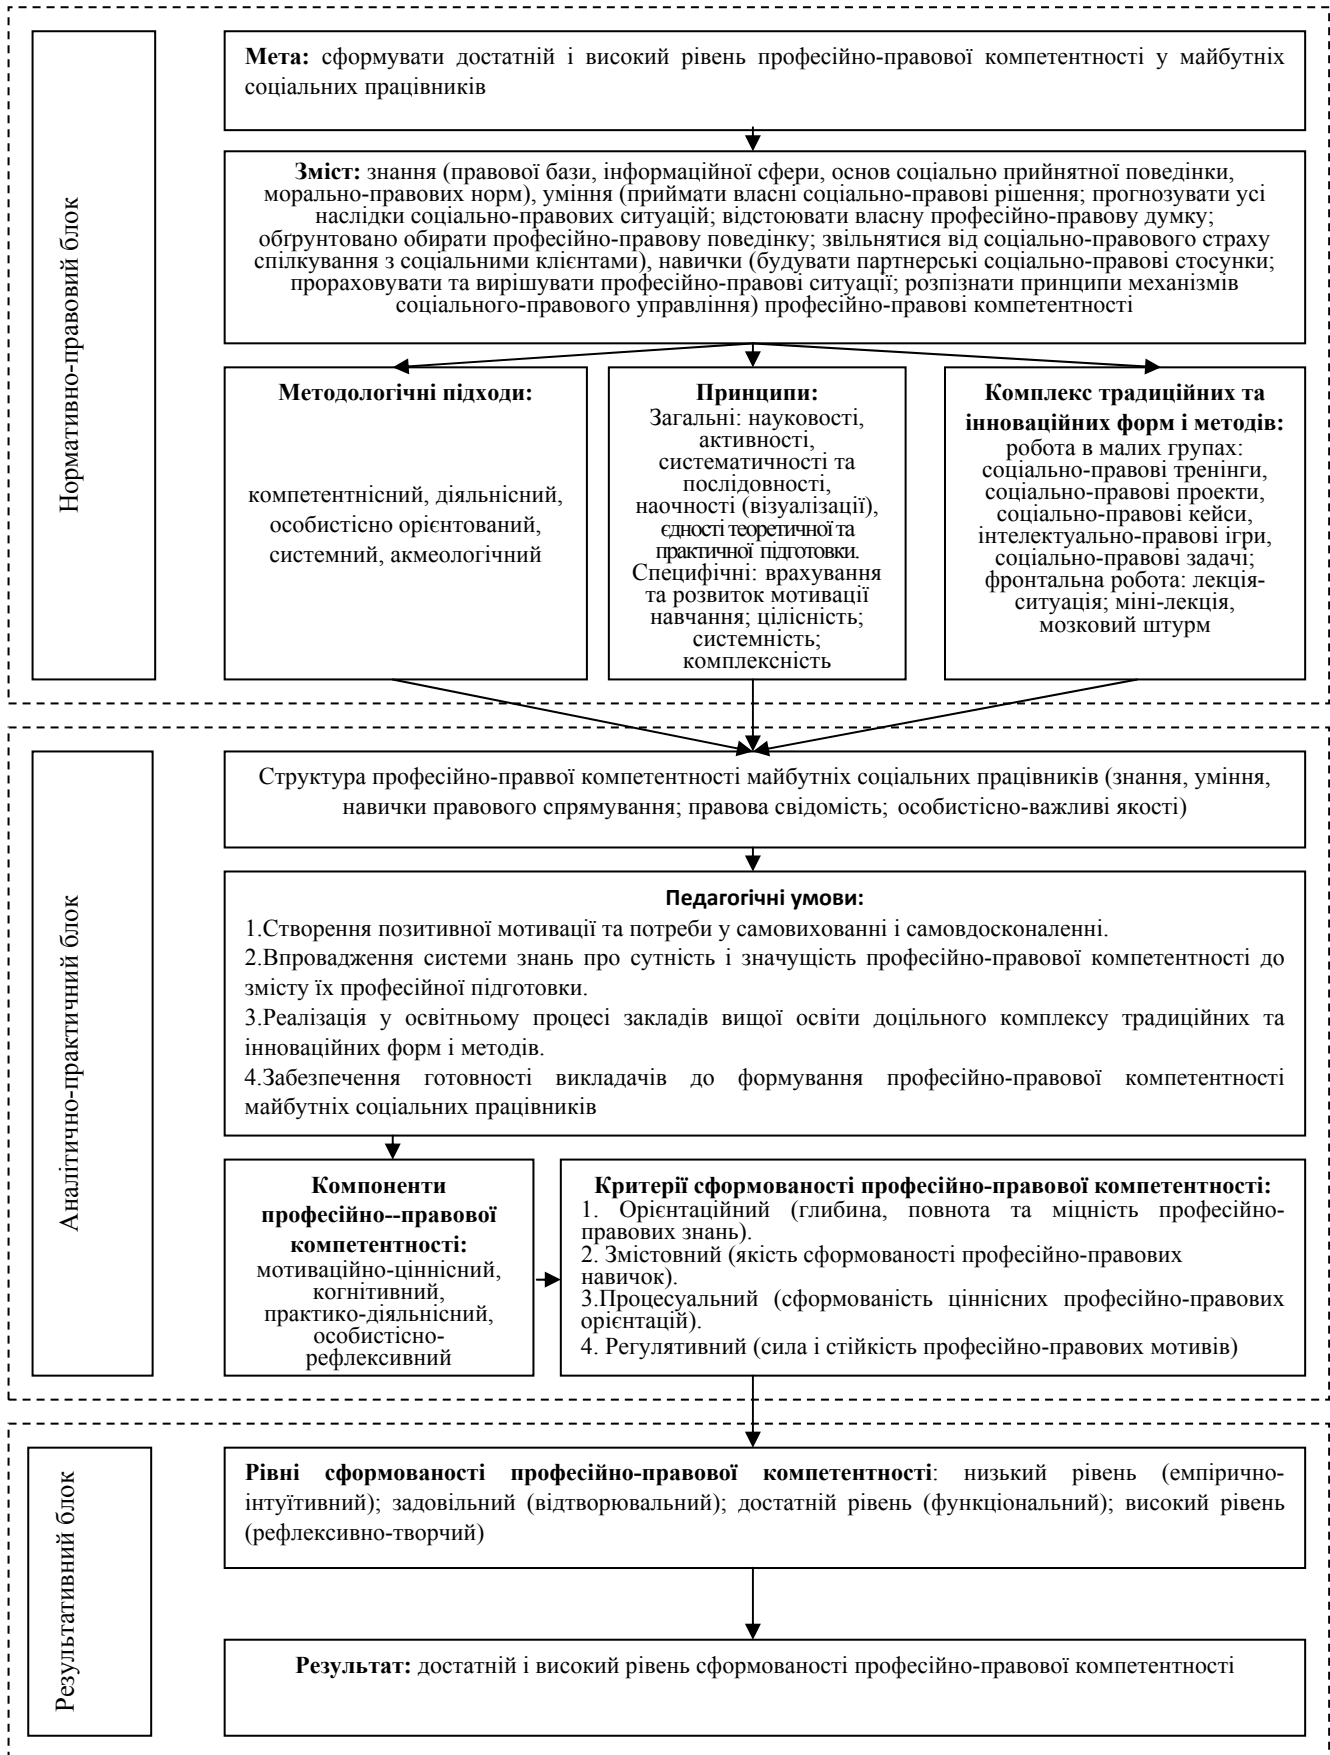 Нормативно-правовий блок
Мета: сформувати достатній і високий рівень професійно-правової компетентності у майбутніх
соціальних працівників
Зміст: знання (правової бази, інформаційної сфери, основ соціально прийнятної поведінки,
морально-правових норм), уміння (приймати власні соціально-правові рішення; прогнозувати усі
наслідки соціально-правових ситуацій; відстоювати власну професійно-правову думку;
обґрунтовано обирати професійно-правову поведінку; звільнятися від соціально-правового страху
спілкування з соціальними клієнтами), навички (будувати партнерські соціально-правові стосунки;
прораховувати та вирішувати професійно-правові ситуації; розпізнати принципи механізмів
соціального-правового управління) професійно-правові компетентності
Методологічні підходи:
компетентнісний, діяльнісний,
особистісно орієнтований,
системний, акмеологічний
Принципи:
Загальні: науковості,
активності,
систематичності та
послідовності,
наочності (візуалізації),
єдності теоретичної та
практичної підготовки.
Специфічні: врахування
та розвиток мотивації
навчання; цілісність;
системність;
комплексність
Комплекс традиційних та
інноваційних форм і методів:
робота в малих групах:
соціально-правові тренінги,
соціально-правові проекти,
соціально-правові кейси,
інтелектуально-правові ігри,
соціально-правові задачі;
фронтальна робота: лекція-
ситуація; міні-лекція,
мозковий штурм
Аналітично-практичний блок
Структура професійно-праввої компетентності майбутніх соціальних працівників (знання, уміння,
навички правового спрямування; правова свідомість; особистісно-важливі якості)
Педагогічні умови:
1.Створення позитивної мотивації та потреби у самовихованні і самовдосконаленні.
2.Впровадження системи знань про сутність і значущість професійно-правової компетентності до
змісту їх професійної підготовки.
3.Реалізація у освітньому процесі закладів вищої освіти доцільного комплексу традиційних та
інноваційних форм і методів.
4.Забезпечення готовності викладачів до формування професійно-правової компетентності
майбутніх соціальних працівників
Компоненти
професійно--правової
компетентності:
мотиваційно-ціннісний,
когнітивний,
практико-діяльнісний,
особистісно-
рефлексивний
Критерії сформованості професійно-правової компетентності:
1. Орієнтаційний (глибина, повнота та міцність професійно-
правових знань).
2. Змістовний (якість сформованості професійно-правових
навичок).
3.Процесуальний (сформованість ціннісних професійно-правових
орієнтацій).
4. Регулятивний (сила і стійкість професійно-правових мотивів)
Результативний блок
Рівні сформованості професійно-правової компетентності: низький рівень (емпірично-
інтуїтивний); задовільний (відтворювальний); достатній рівень (функціональний); високий рівень
(рефлексивно-творчий)
Результат: достатній і високий рівень сформованості професійно-правової компетентності